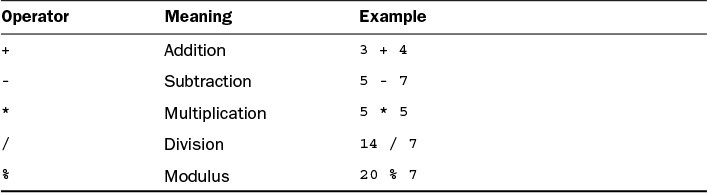 Operator Meaning Example
+ Addition 3 + 4
- Subtraction 5 - 7
* Multiplication 5 * 5
/ Division 14 / 7
% Modulus 20 % 7